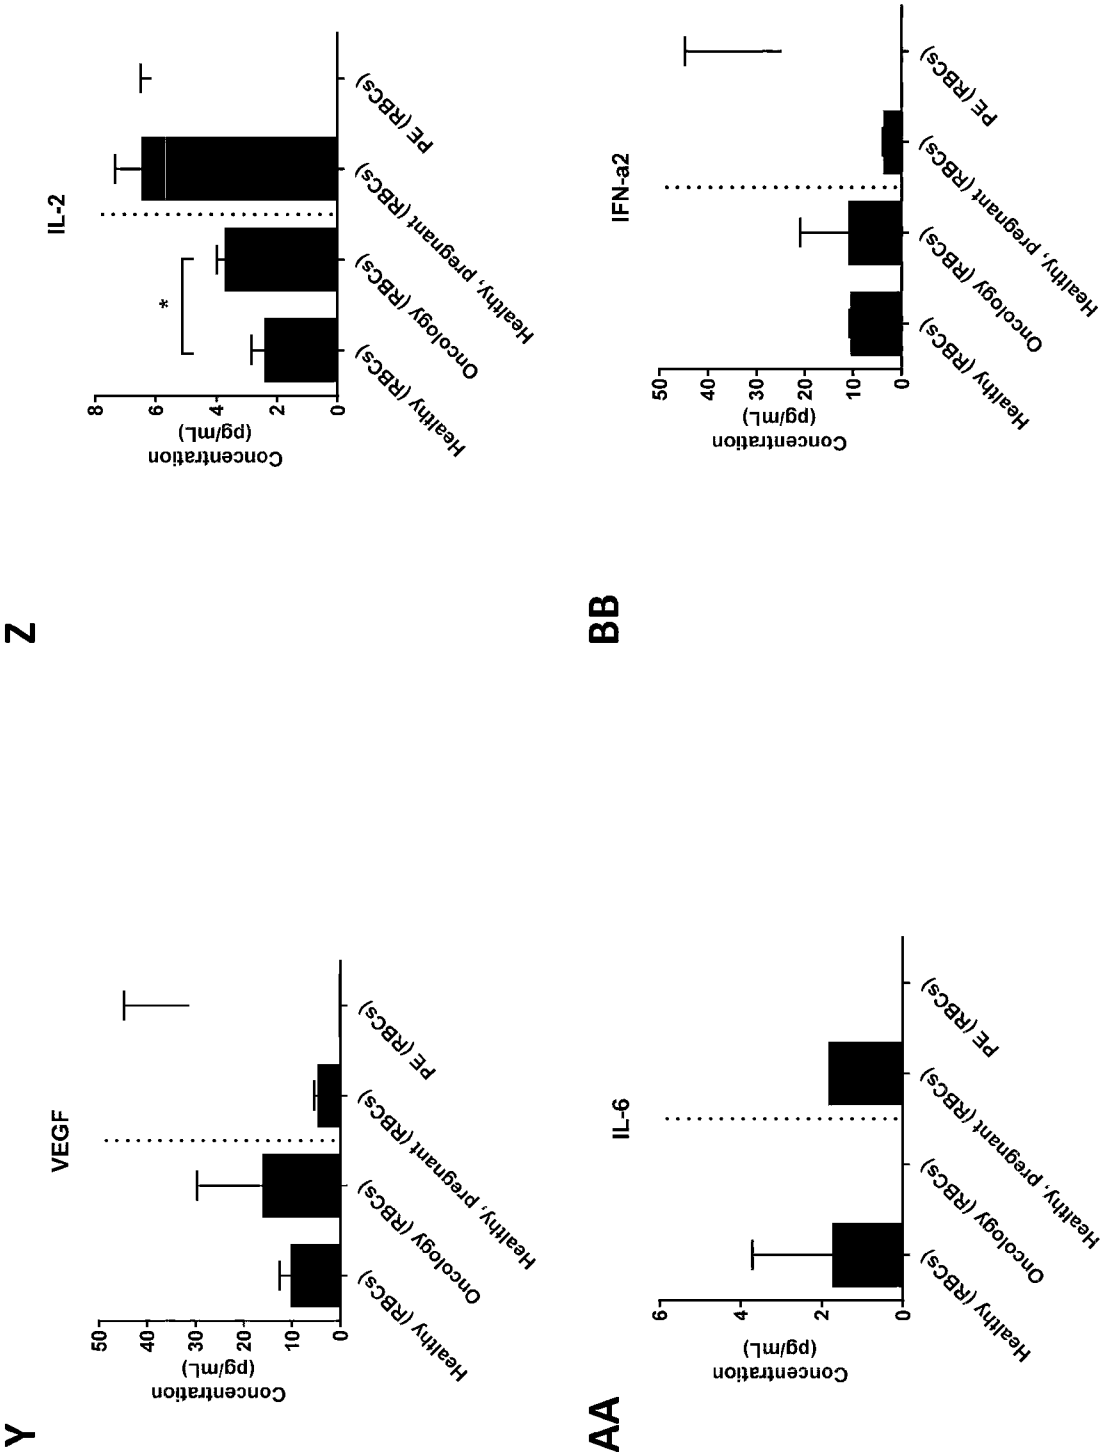 Y
VEGF
Concentration
(pg/mL)
50
40
30
20
10
0
Healthy (RBCs)
Oncology (RBCs)
Healthy, pregnant (RBCs)
PE (RBCs)
Z
IL-2
*
Concentration
(pg/mL)
8
6
4
2
0
Healthy (RBCs)
Oncology (RBCs)
Healthy, pregnant (RBCs)
PE (RBCs)
AA
IL-6
Concentration
(pg/mL)
6
4
2
0
Healthy (RBCs)
Oncology (RBCs)
Healthy, pregnant (RBCs)
PE (RBCs)
BB
IFN-a2
Concentration
(pg/mL)
50
40
30
20
10
0
Healthy (RBCs)
Oncology (RBCs)
Healthy, pregnant (RBCs)
PE (RBCs)